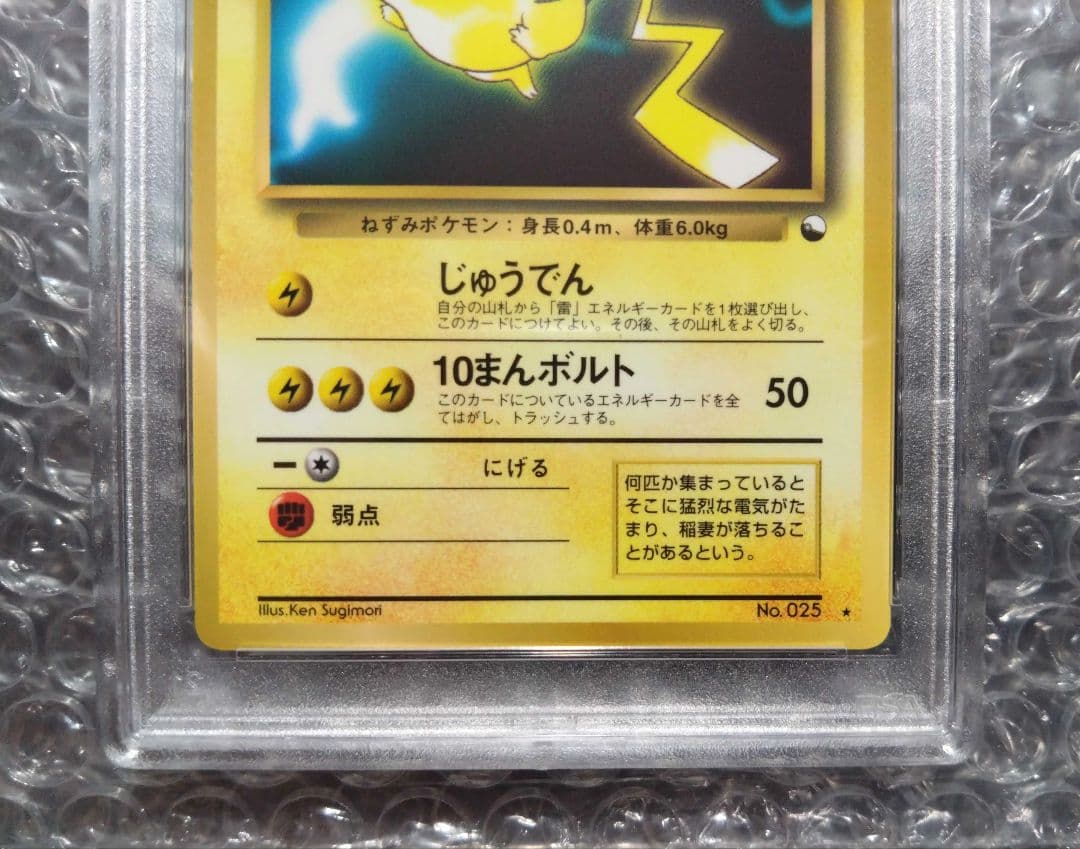 ねずみポケモン：身長0.4m、体重6.0kg
じゅうでん
自分の山札から「雷」エネルギーカードを1枚選び出し、
このカードにつけてよい。その後、その山札をよく切る。
10まんボルト 50
このカードについているエネルギーカードを全
てはがし、トラッシュする。
にげる
弱点
何匹か集まっていると
そこに猛烈な電気がた
まり、稲妻が落ちるこ
とがあるという。
Illus.Ken Sugimori
No. 025 ★